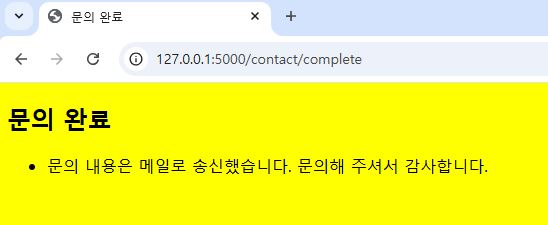 문의 완료
127.0.0.1:5000/contact/complete
문의 완료
문의 내용은 메일로 송신했습니다. 문의해 주셔서 감사합니다.